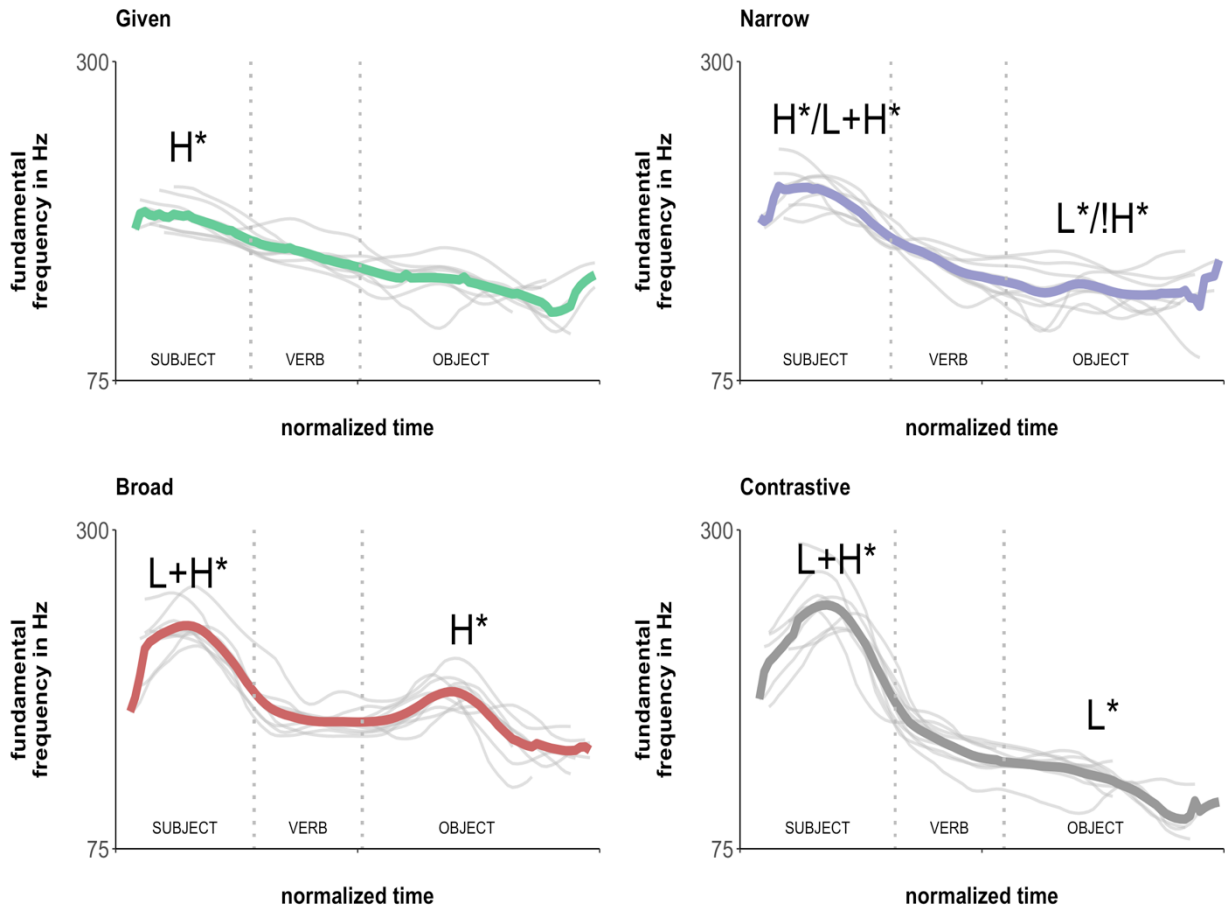 Given
300
H*
fundamental
frequency in Hz
SUBJECT VERB OBJECT
75
normalized time
Narrow
300
H*/L+H*
L*/!H*
fundamental
frequency in Hz
SUBJECT VERB OBJECT
75
normalized time
Broad
300
L+H*
H*
fundamental
frequency in Hz
SUBJECT VERB OBJECT
75
normalized time
Contrastive
300
L+H*
L*
fundamental
frequency in Hz
SUBJECT VERB OBJECT
75
normalized time